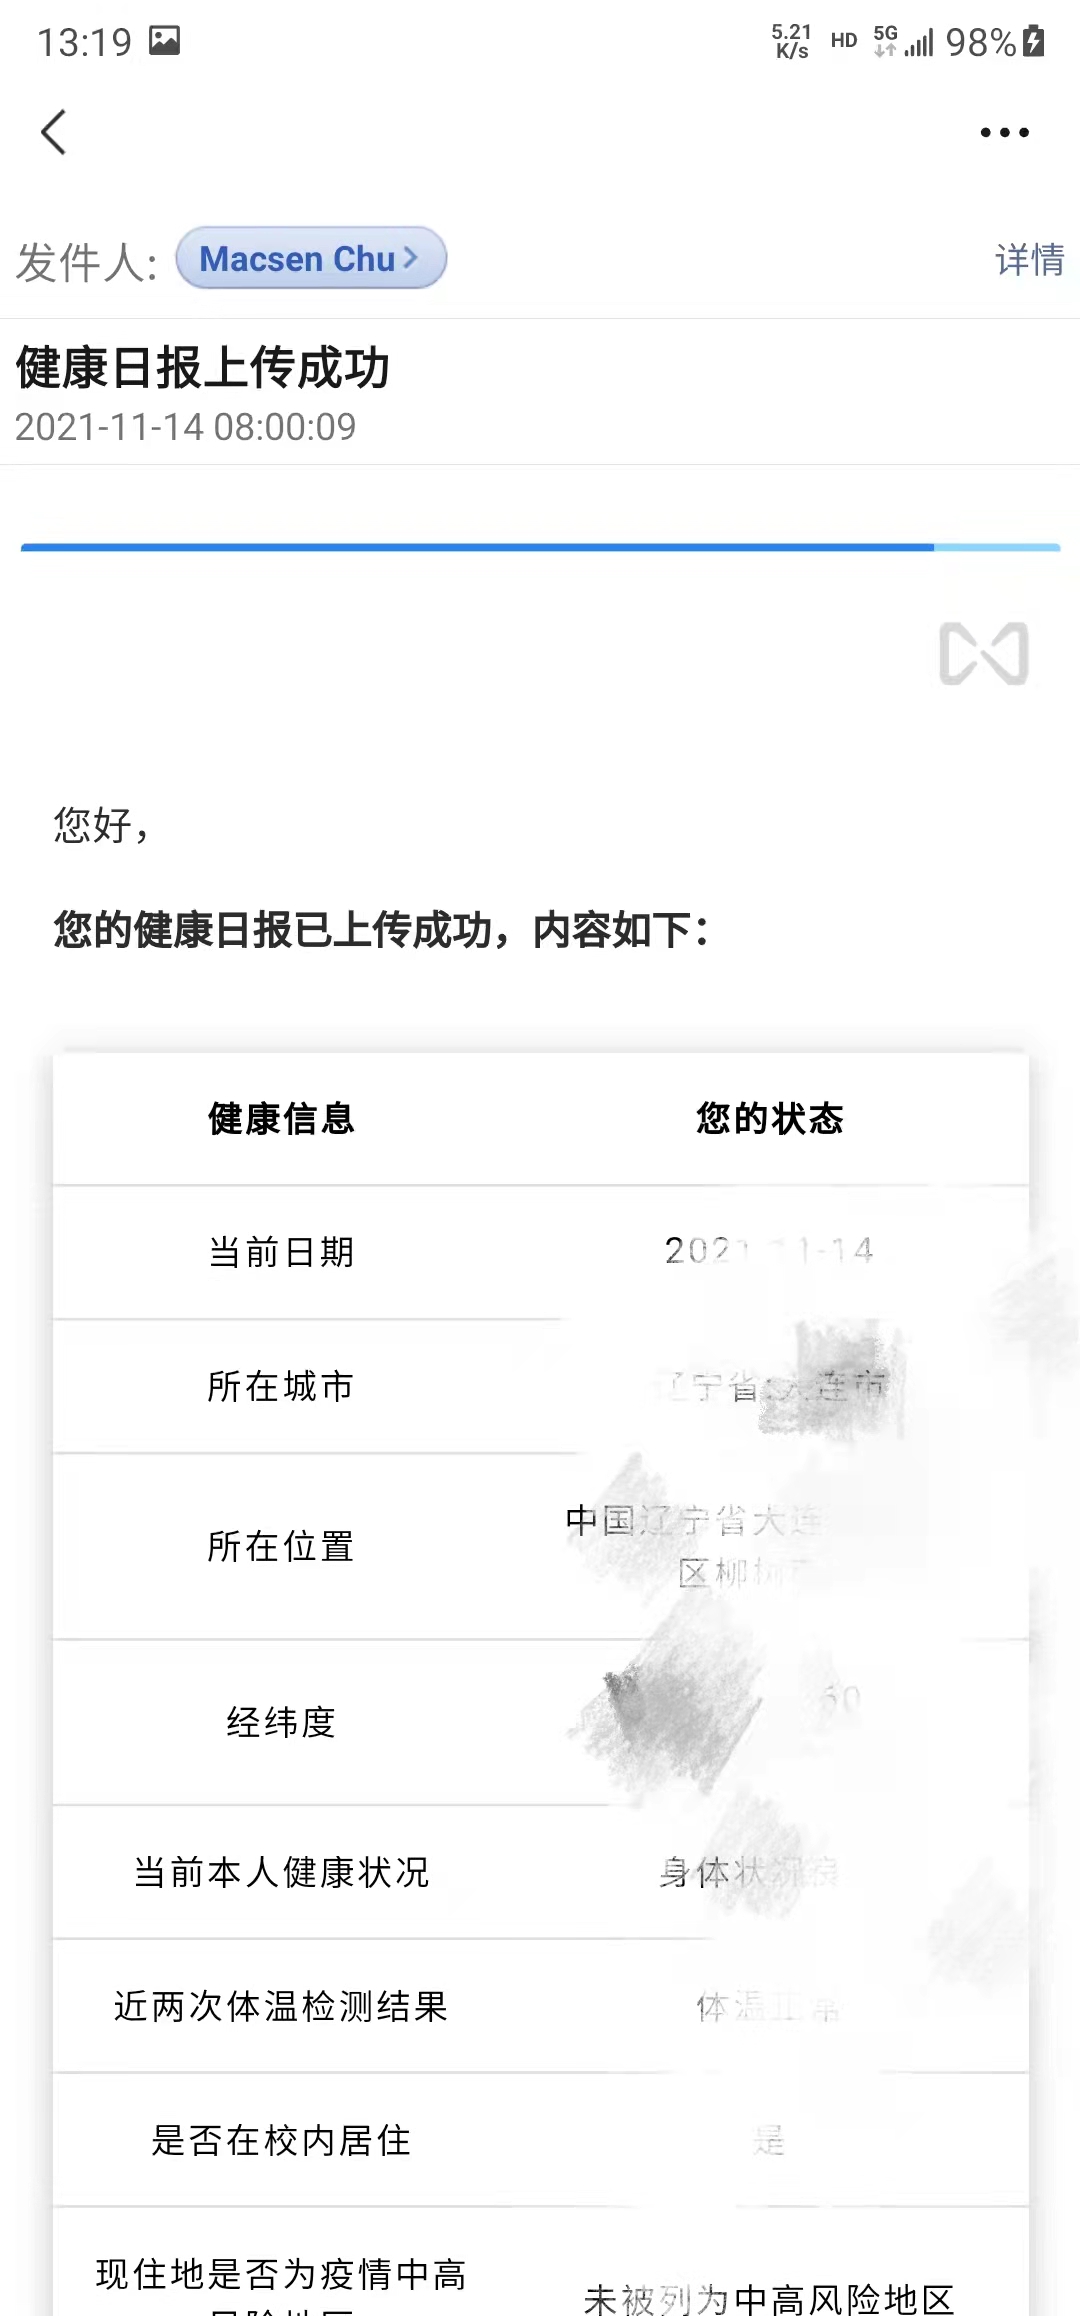 13:19
5.21 K/s HD 5G 98%
发件人: Macsen Chu 详情
健康日报上传成功
2021-11-14 08:00:09
您好，
您的健康日报已上传成功，内容如下：
健康信息 您的状态
当前日期 2021-11-14
所在城市 辽宁省 大连市
所在位置 中国辽宁省大连
区柳树
经纬度 60
当前本人健康状况 身体状况良
近两次体温检测结果 体温正常
是否在校内居住 是
现住地是否为疫情中高 未被列为中高风险地区